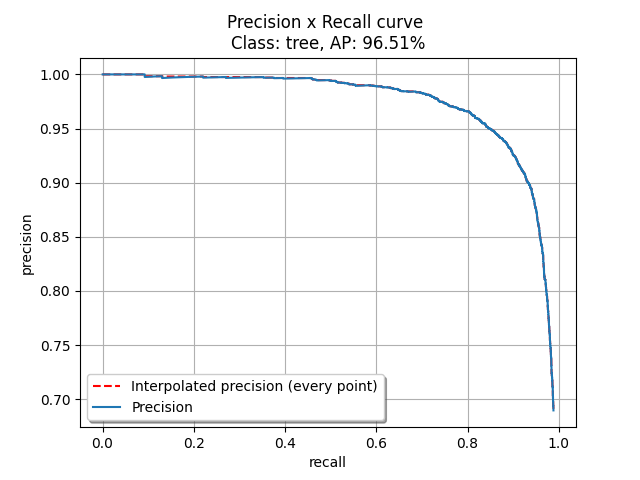 Precision x Recall curve
Class: tree, AP: 96.51%
1.00
0.95
0.90
0.85
0.80
0.75
0.70
precision
Interpolated precision (every point)
Precision
0.0 0.2 0.4 0.6 0.8 1.0
recall